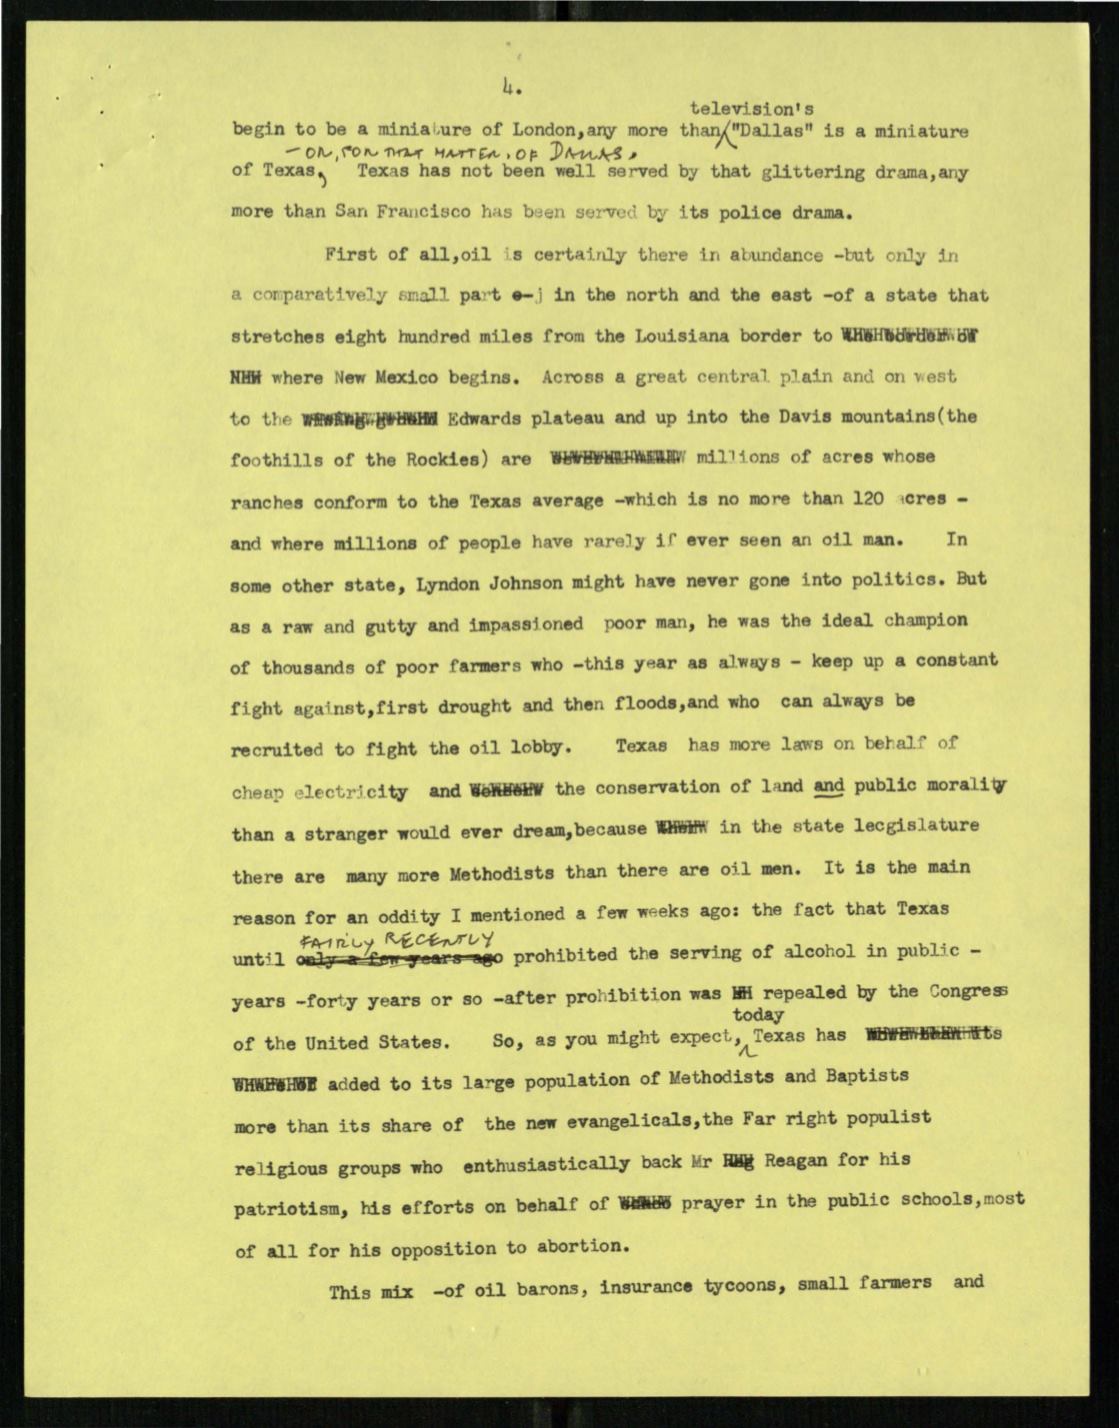 4.
television's
begin to be a miniature of London,any more than "Dallas" is a miniature
- OR, FOR THAT MATTER, OF DALLAS.
of Texas. Texas has not been well served by that glittering drama,any
more than San Francisco has been served by its police drama.
First of all,oil is certainly there in abundance -but only in
a comparatively small part e-j in the north and the east -of a state that
stretches eight hundred miles from the Louisiana border to
where New Mexico begins. Across a great central plain and on west
to the Edwards plateau and up into the Davis mountains(the
foothills of the Rockies) are millions of acres whose
ranches conform to the Texas average -which is no more than 120 acres -
and where millions of people have rarely if ever seen an oil man. In
some other state, Lyndon Johnson might have never gone into politics. But
as a raw and gutty and impassioned poor man, he was the ideal champion
of thousands of poor farmers who -this year as always - keep up a constant
fight against,first drought and then floods,and who can always be
recruited to fight the oil lobby. Texas has more laws on behalf of
cheap electricity and the conservation of land and public morality
than a stranger would ever dream,because in the state lecgislature
there are many more Methodists than there are oil men. It is the main
reason for an oddity I mentioned a few weeks ago: the fact that Texas
FAIRLY RECENTLY
until only a few years ago prohibited the serving of alcohol in public -
years -forty years or so -after prohibition was repealed by the Congress
today
of the United States. So, as you might expect, Texas has
added to its large population of Methodists and Baptists
more than its share of the new evangelicals,the Far right populist
religious groups who enthusiastically back Mr Reagan for his
patriotism, his efforts on behalf of prayer in the public schools,most
of all for his opposition to abortion.
This mix -of oil barons, insurance tycoons, small farmers and